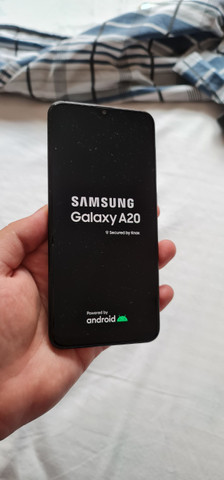 SAMSUNG
Galaxy A20
Secured by Knox
Powered by
android